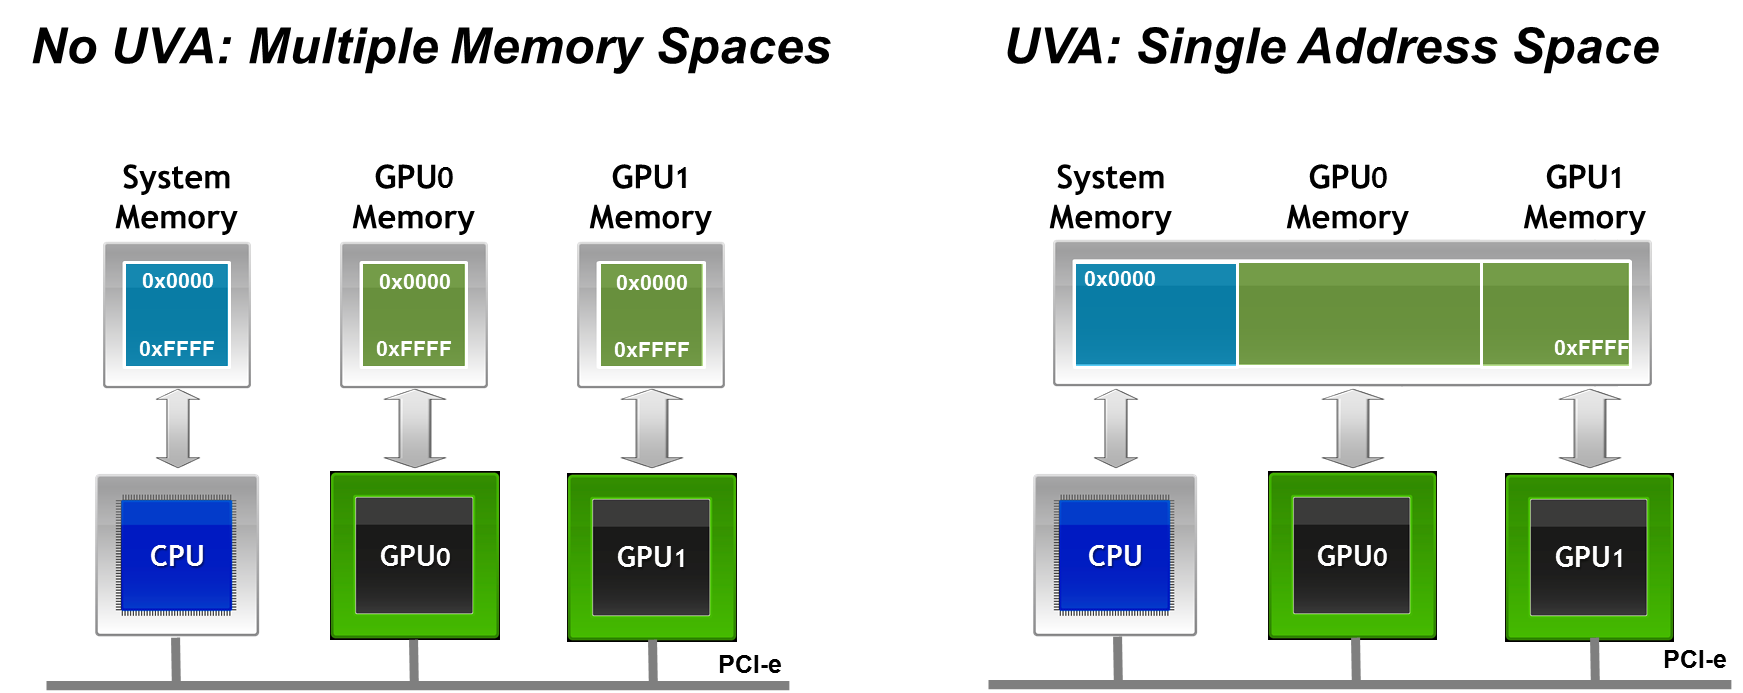 No UVA: Multiple Memory Spaces
System
Memory
GPU0
Memory
GPU1
Memory
0x0000
0xFFFF
0x0000
0xFFFF
0x0000
0xFFFF
CPU
GPU0
GPU1
PCI-e
UVA: Single Address Space
System
Memory
GPU0
Memory
GPU1
Memory
0x0000
0xFFFF
CPU
GPU0
GPU1
PCI-e